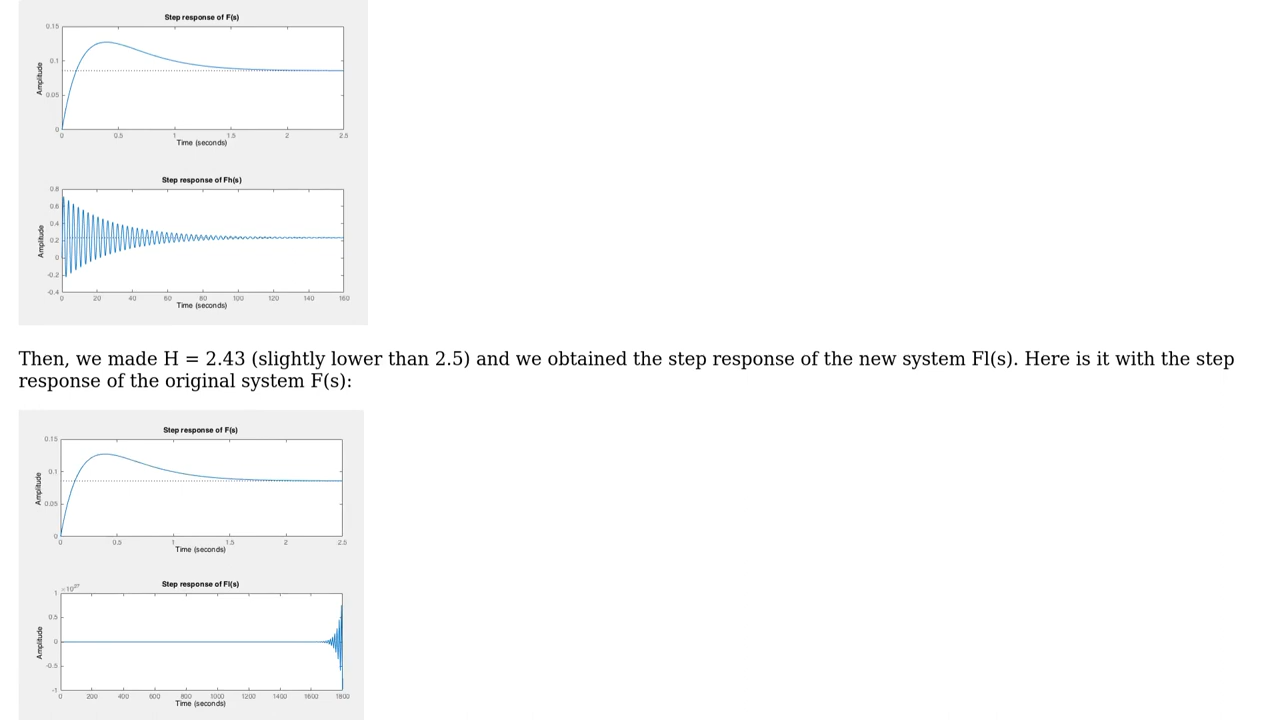 Step response of F(s)
0.15
0.1
0.05
0
Amplitude
0 0.5 1 1.5 2 2.5
Time (seconds)
Step response of Fh(s)
0.8
0.6
0.4
0.2
0
-0.2
-0.4
Amplitude
0 20 40 60 80 100 120 140 160
Time (seconds)
Then, we made H = 2.43 (slightly lower than 2.5) and we obtained the step response of the new system Fl(s). Here is it with the step
response of the original system F(s):
Step response of F(s)
0.15
0.1
0.05
0
Amplitude
0 0.5 1 1.5 2 2.5
Time (seconds)
Step response of Fl(s)
1
0.5
0
-0.5
-1
Amplitude
0 200 400 600 800 1000 1200 1400 1600 1800
Time (seconds)